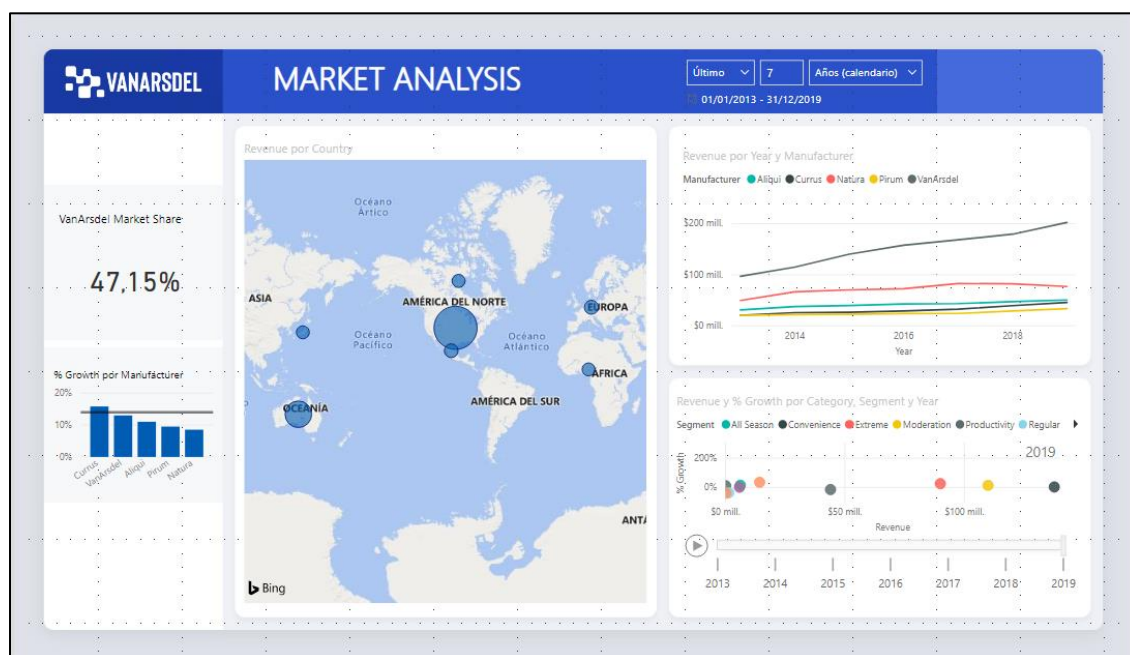 VANARSDEL
MARKET ANALYSIS
Último
7
Años (calendario)
01/01/2013 - 31/12/2019
VanArsdel Market Share
47,15%
% Growth por Manufacturer
20%
10%
0%
Currus
VanArsdel
Aliqui
Pirum
Natura
Revenue por Country
Océano
Ártico
ASIA
AMÉRICA DEL NORTE
EUROPA
Océano
Pacífico
Océano
Atlántico
ÁFRICA
OCEANÍA
AMÉRICA DEL SUR
ANTÁ
Bing
Revenue por Year y Manufacturer
Manufacturer Aliqui Currus Natura Pirum VanArsdel
$200 mill.
$100 mill.
$0 mill.
2014 2016 2018
Year
Revenue y % Growth por Category, Segment y Year
Segment All Season Convenience Extreme Moderation Productivity Regular
2019
% Growth
200%
0%
$0 mill. $50 mill. $100 mill.
Revenue
2013 2014 2015 2016 2017 2018 2019